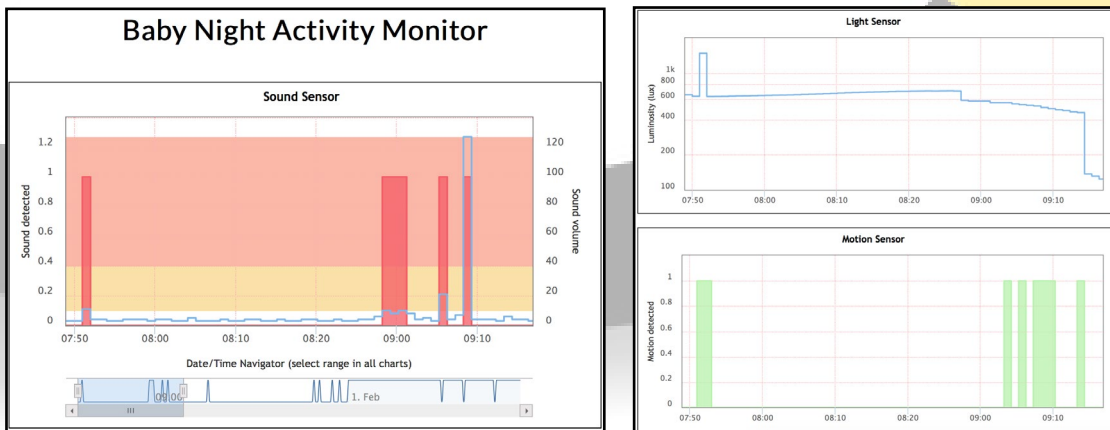 Baby Night Activity Monitor
Sound Sensor
1.2
1
0.8
0.6
0.4
0.2
0
Sound detected
120
100
80
60
40
20
0
Sound volume
07:50 08:00 08:10 08:20 09:00 09:10
Date/Time Navigator (select range in all charts)
09:00 1. Feb
Light Sensor
1k
800
600
400
200
100
Luminosity (lux)
07:50 08:00 08:10 08:20 09:00 09:10
Motion Sensor
1
0.8
0.6
0.4
0.2
0
Motion detected
07:50 08:00 08:10 08:20 09:00 09:10